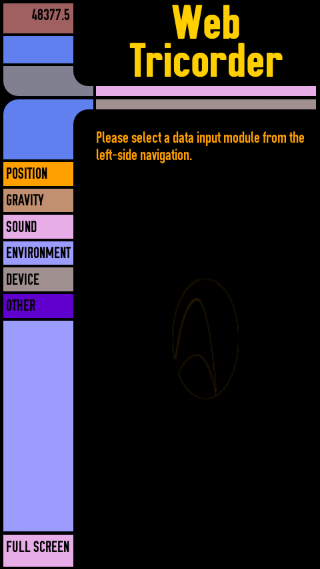 48377.5
Web
Tricorder
Please select a data input module from the
left-side navigation.
POSITION
GRAVITY
SOUND
ENVIRONMENT
DEVICE
OTHER
FULL SCREEN